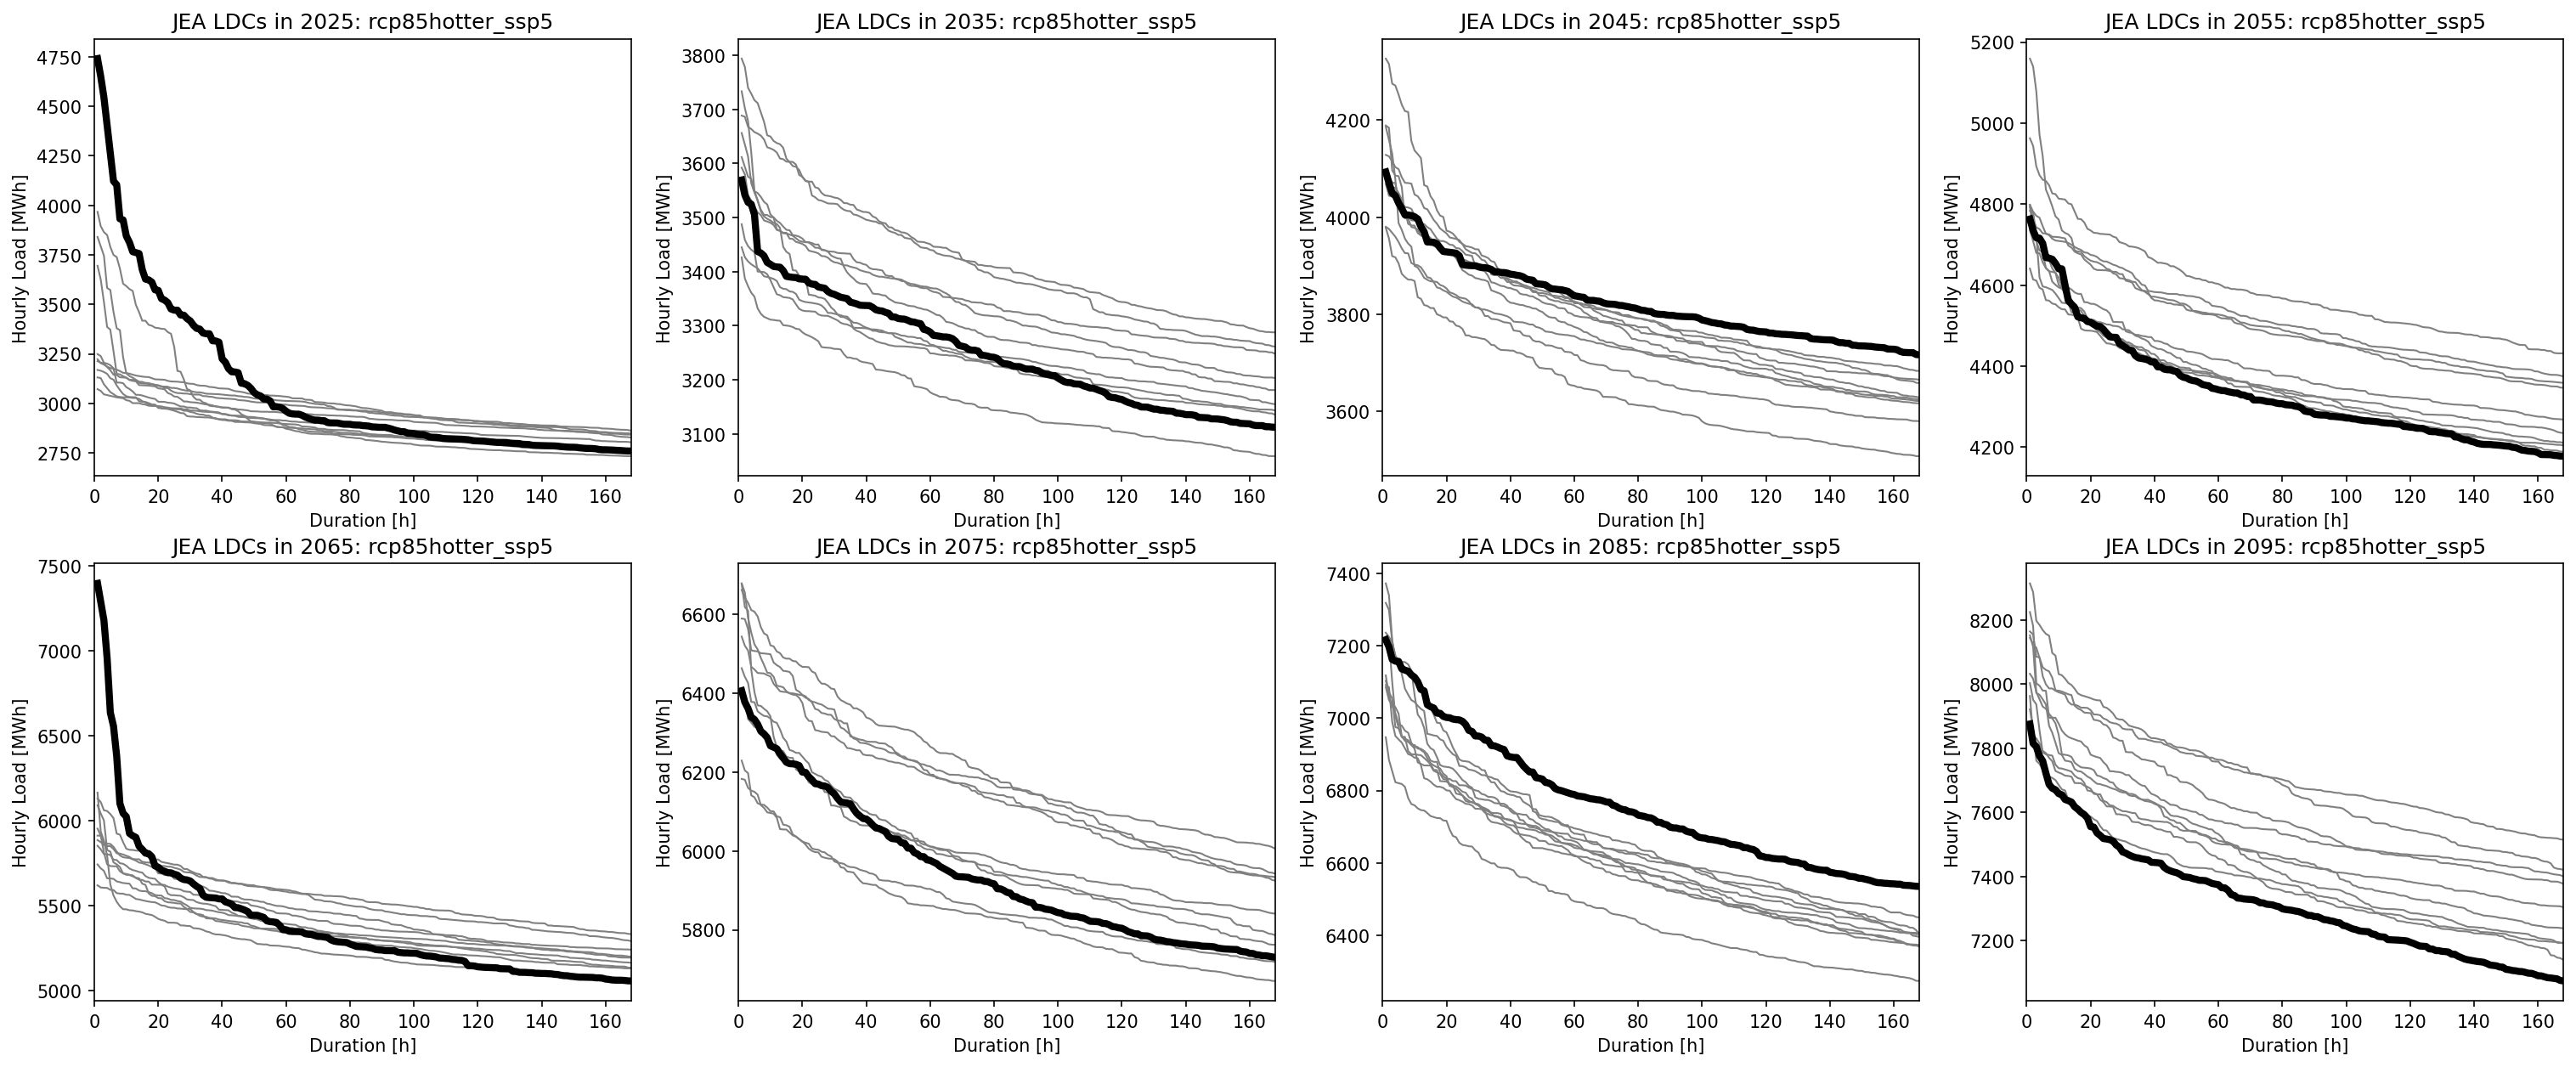 JEA LDCs in 2025: rcp85hotter_ssp5
4750
4500
4250
4000
3750
3500
3250
3000
2750
Hourly Load [MWh]
0 20 40 60 80 100 120 140 160
Duration [h]
JEA LDCs in 2035: rcp85hotter_ssp5
3800
3700
3600
3500
3400
3300
3200
3100
Hourly Load [MWh]
0 20 40 60 80 100 120 140 160
Duration [h]
JEA LDCs in 2045: rcp85hotter_ssp5
4200
4000
3800
3600
Hourly Load [MWh]
0 20 40 60 80 100 120 140 160
Duration [h]
JEA LDCs in 2055: rcp85hotter_ssp5
5200
5000
4800
4600
4400
4200
Hourly Load [MWh]
0 20 40 60 80 100 120 140 160
Duration [h]
JEA LDCs in 2065: rcp85hotter_ssp5
7500
7000
6500
6000
5500
5000
Hourly Load [MWh]
0 20 40 60 80 100 120 140 160
Duration [h]
JEA LDCs in 2075: rcp85hotter_ssp5
6600
6400
6200
6000
5800
Hourly Load [MWh]
0 20 40 60 80 100 120 140 160
Duration [h]
JEA LDCs in 2085: rcp85hotter_ssp5
7400
7200
7000
6800
6600
6400
Hourly Load [MWh]
0 20 40 60 80 100 120 140 160
Duration [h]
JEA LDCs in 2095: rcp85hotter_ssp5
8200
8000
7800
7600
7400
7200
Hourly Load [MWh]
0 20 40 60 80 100 120 140 160
Duration [h]